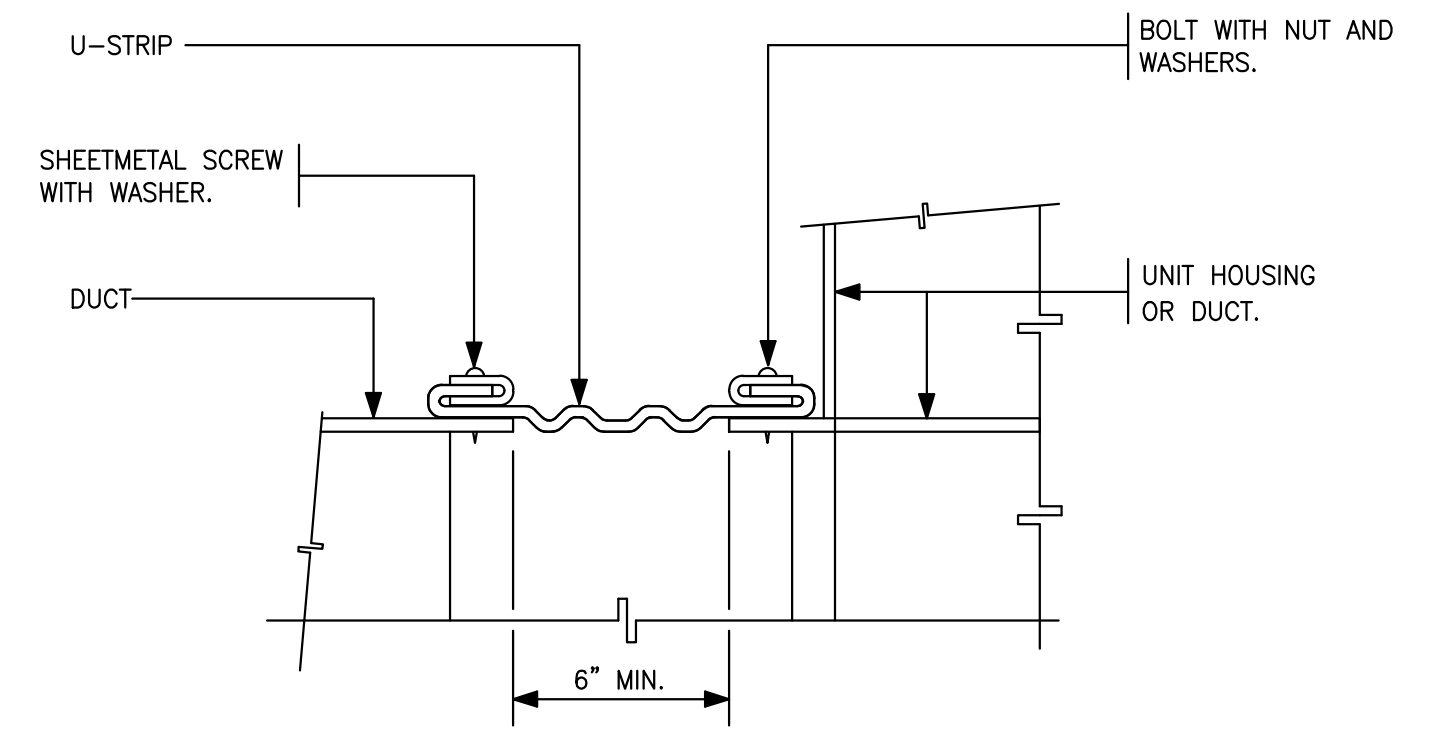 U-STRIP
BOLT WITH NUT AND
WASHERS.
SHEETMETAL SCREW
WITH WASHER.
DUCT
UNIT HOUSING
OR DUCT.
6” MIN.